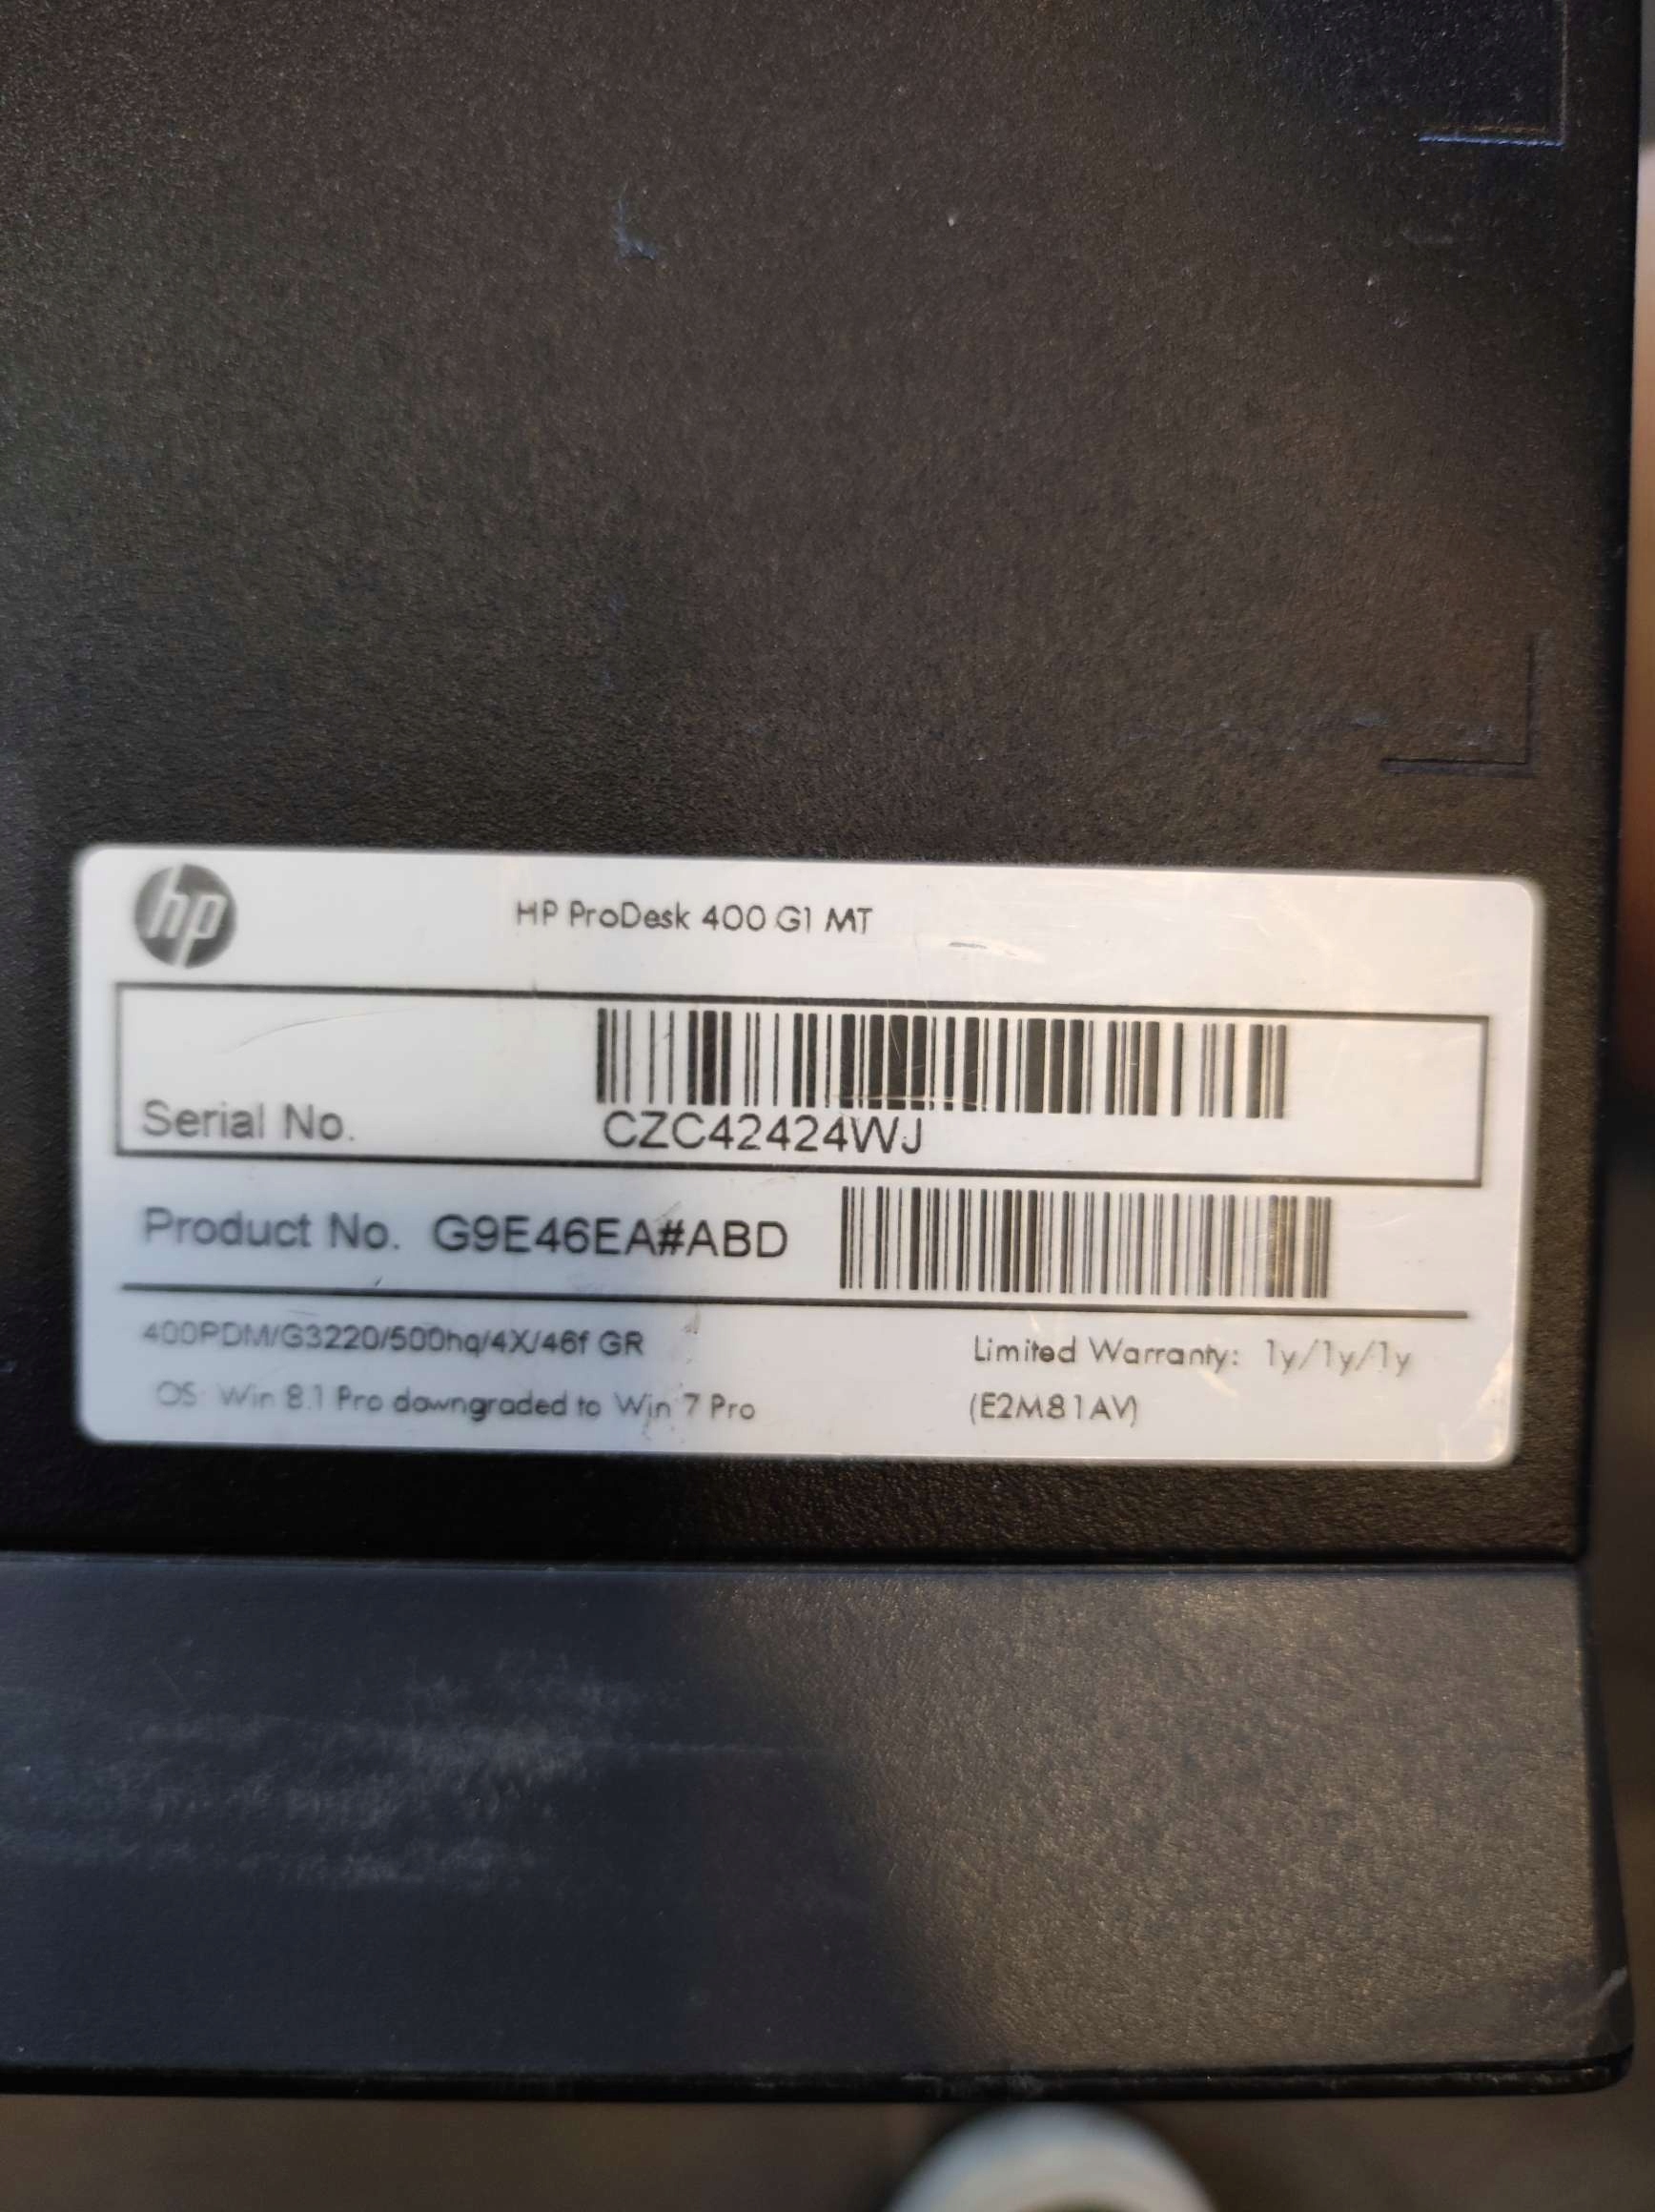 hp
HP ProDesk 400 G1 MT
Serial No. CZC42424WJ
Product No. G9E46EA#ABD
400PDM/G3220/500hq/4X/46f GR Limited Warranty: 1y/1y/1y
OS: Win 8.1 Pro downgraded to Win 7 Pro (E2M81AV)